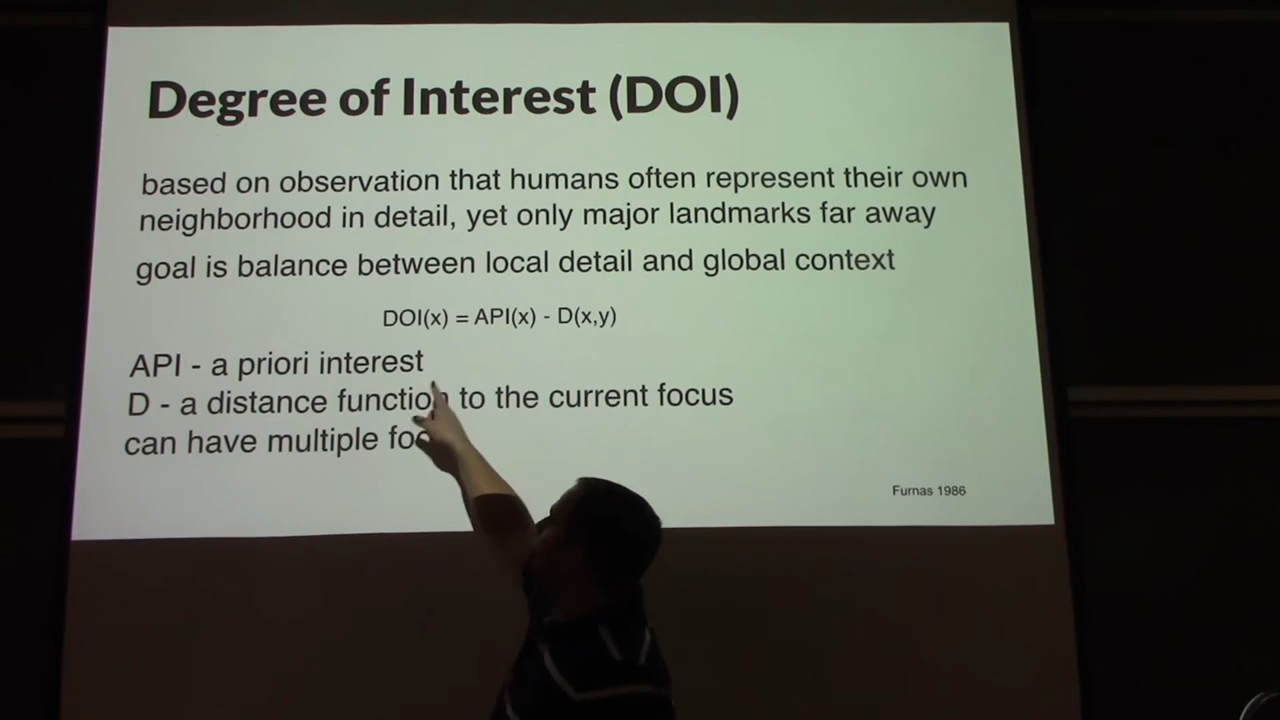 Degree of Interest (DOI)
based on observation that humans often represent their own
neighborhood in detail, yet only major landmarks far away
goal is balance between local detail and global context
DOI(x) = API(x) - D(x,y)
API - a priori interest
D - a distance function to the current focus
can have multiple
Furnas 1986